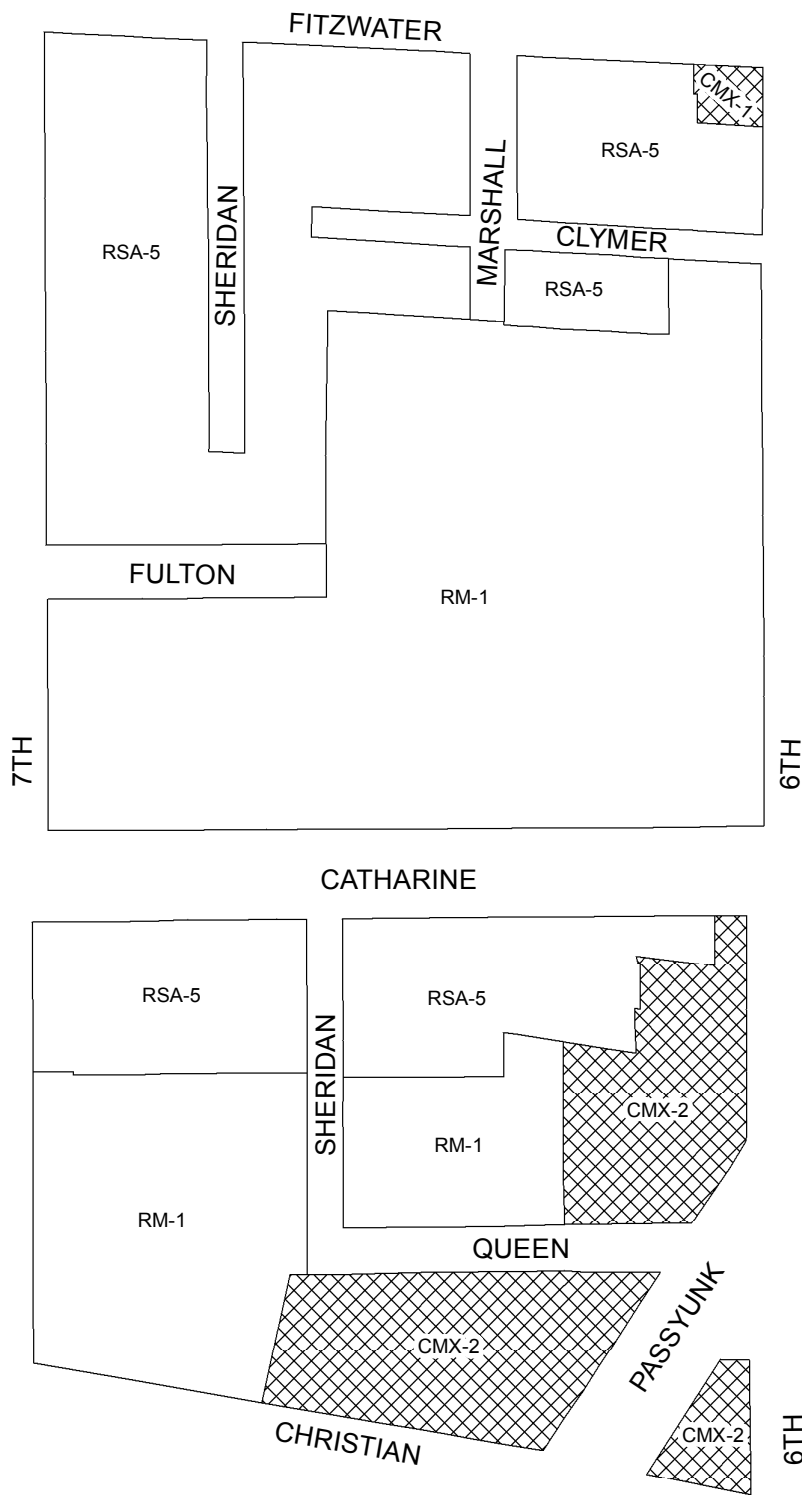 FITZWATER
CMX-1
RSA-5
MARSHALL
CLYMER
SHERIDAN
RSA-5
RSA-5
FULTON
RM-1
7TH
6TH
CATHARINE
RSA-5
RSA-5
SHERIDAN
CMX-2
RM-1
RM-1
QUEEN
PASSYUNK
CMX-2
CHRISTIAN
CMX-2
6TH